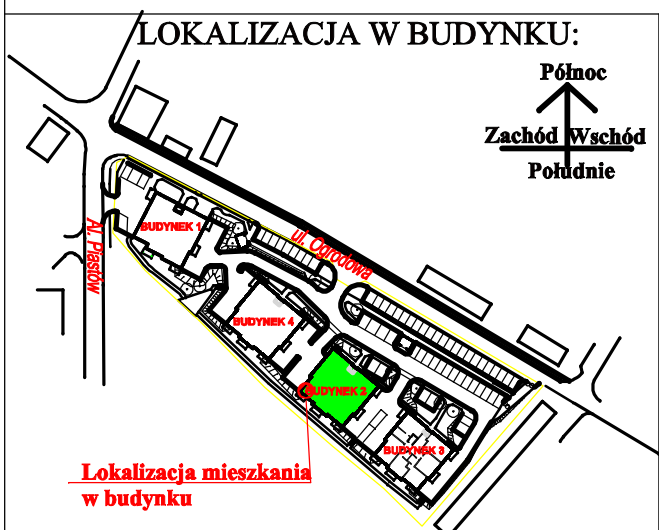 LOKALIZACJA W BUDYNKU:
Północ
Zachód Wschód
Południe
BUDYNEK 1
ul. Ogrodowa
Al. Piastów
BUDYNEK 4
BUDYNEK 2
BUDYNEK 3
Lokalizacja mieszkania
w budynku